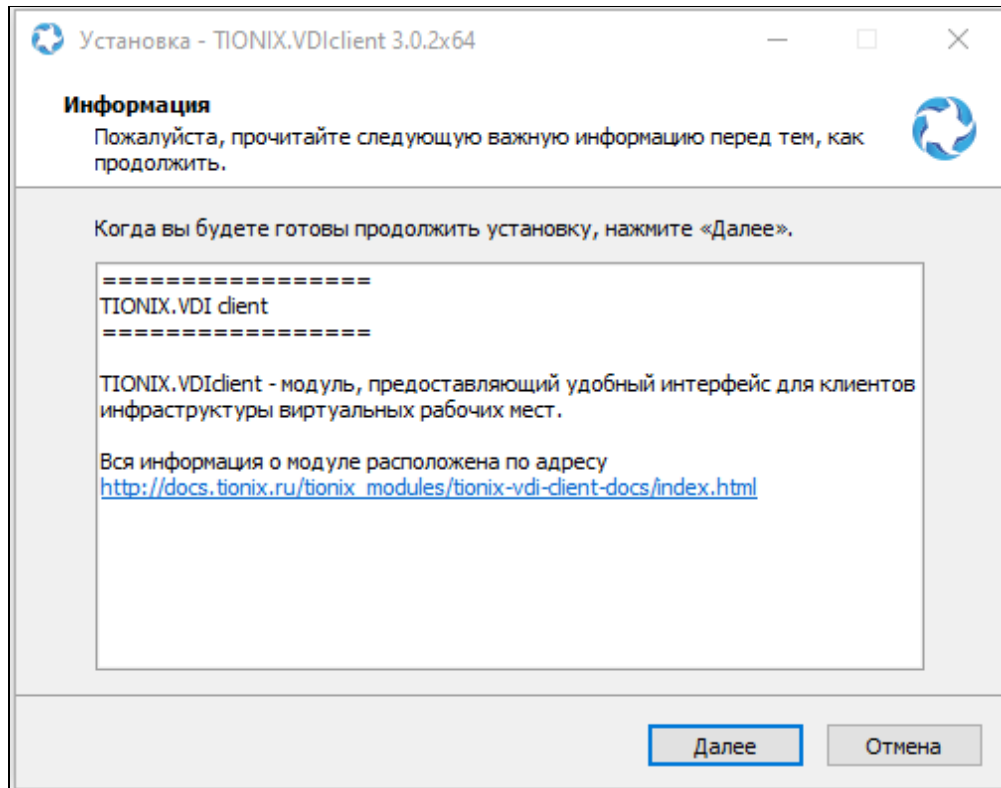 Установка - TIONIX.VDIclient 3.0.2x64
Информация
Пожалуйста, прочитайте следующую важную информацию перед тем, как
продолжить.
Когда вы будете готовы продолжить установку, нажмите «Далее».
=================
TIONIX.VDI client
=================
TIONIX.VDIclient - модуль, предоставляющий удобный интерфейс для клиентов
инфраструктуры виртуальных рабочих мест.
Вся информация о модуле расположена по адресу
http://docs.tionix.ru/tionix_modules/tionix-vdi-client-docs/index.html
Далее
Отмена